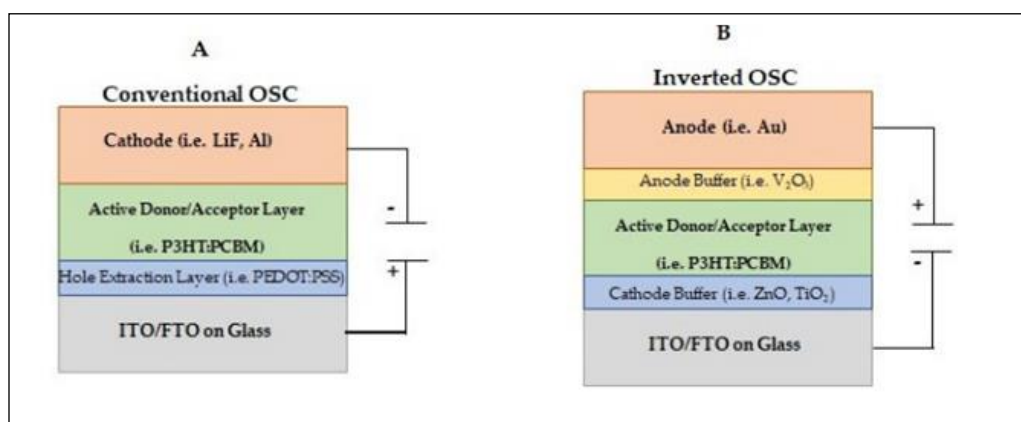 A
Conventional OSC
Cathode (i.e. LiF, Al)
Active Donor/Acceptor Layer
(i.e. P3HT:PCBM)
Hole Extraction Layer (i.e. PEDOT:PSS)
ITO/FTO on Glass
-
+
B
Inverted OSC
Anode (i.e. Au)
Anode Buffer (i.e. V₂O₅)
Active Donor/Acceptor Layer
(i.e. P3HT:PCBM)
Cathode Buffer (i.e. ZnO, TiO₂)
ITO/FTO on Glass
+
-